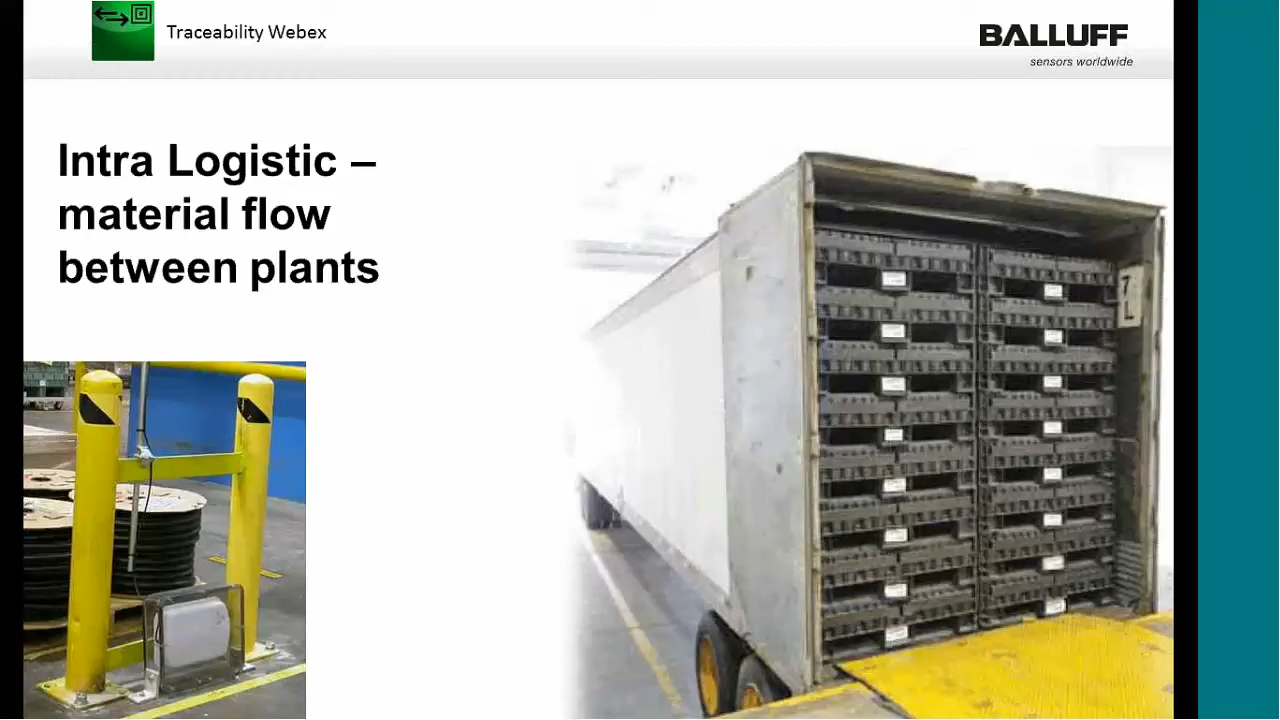 Traceability Webex
BALLUFF
sensors worldwide
Intra Logistic –
material flow
between plants